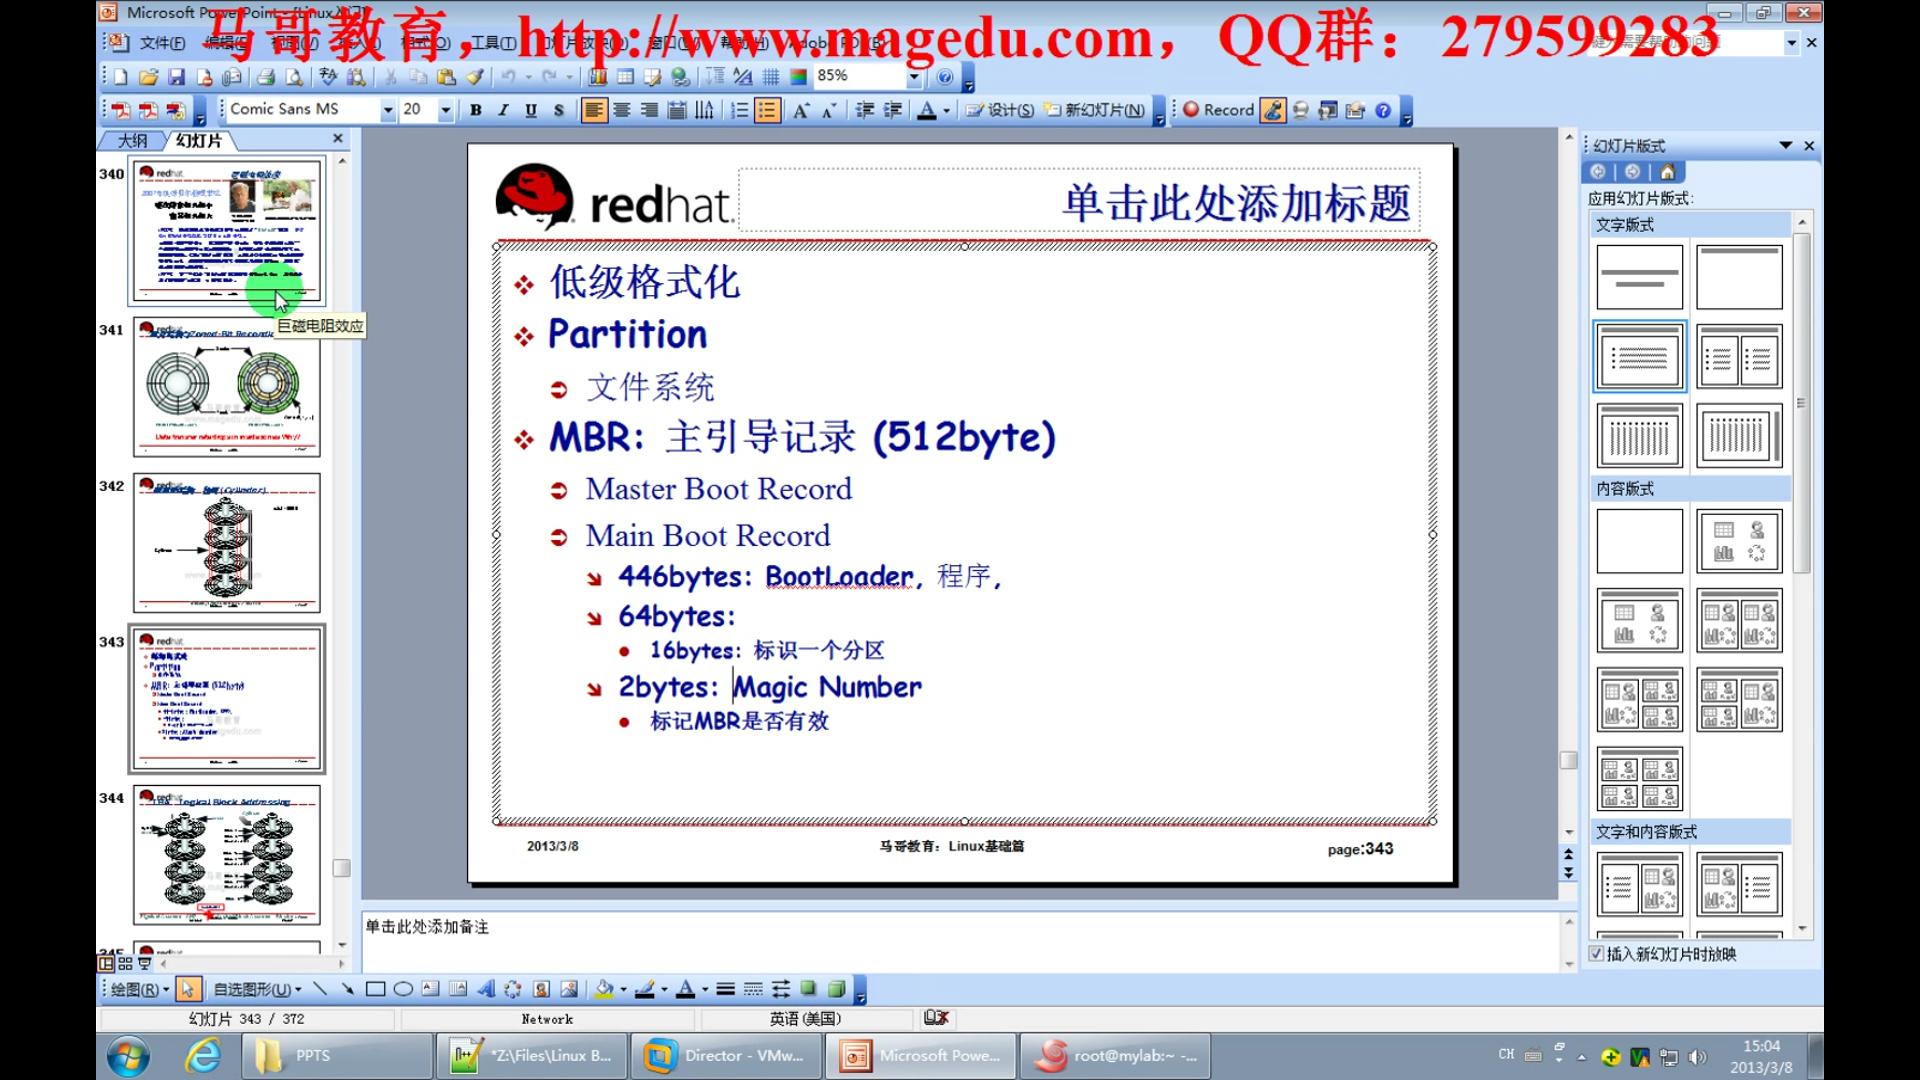 Microsoft PowerPoint - [Linux入门]
马哥教育，http://www.magedu.com，QQ群：279599283
文件(F) 编辑(E) 视图(V) 插入(I) 格式(O) 工具(T) 幻灯片放映(D) 窗口(W) 帮助(H) Adobe PDF(B)
85%
Comic Sans MS 20 B I U S 设计(S) 新幻灯片(N) Record
大纲 幻灯片
340
341
342
343
344
345
巨磁电阻效应
redhat.
单击此处添加标题
低级格式化
Partition
文件系统
MBR: 主引导记录 (512byte)
Master Boot Record
Main Boot Record
446bytes: BootLoader, 程序,
64bytes:
16bytes: 标识一个分区
2bytes: Magic Number
标记MBR是否有效
2013/3/8
马哥教育：Linux基础篇
page:343
单击此处添加备注
幻灯片版式
应用幻灯片版式:
文字版式
内容版式
文字和内容版式
插入新幻灯片时放映
绘图(R) 自选图形(U)
幻灯片 343 / 372 Network 英语(美国)
PPTS
*Z:\Files\Linux B...
Director - VMw...
Microsoft Powe...
root@mylab:~ -...
CH
15:04
2013/3/8